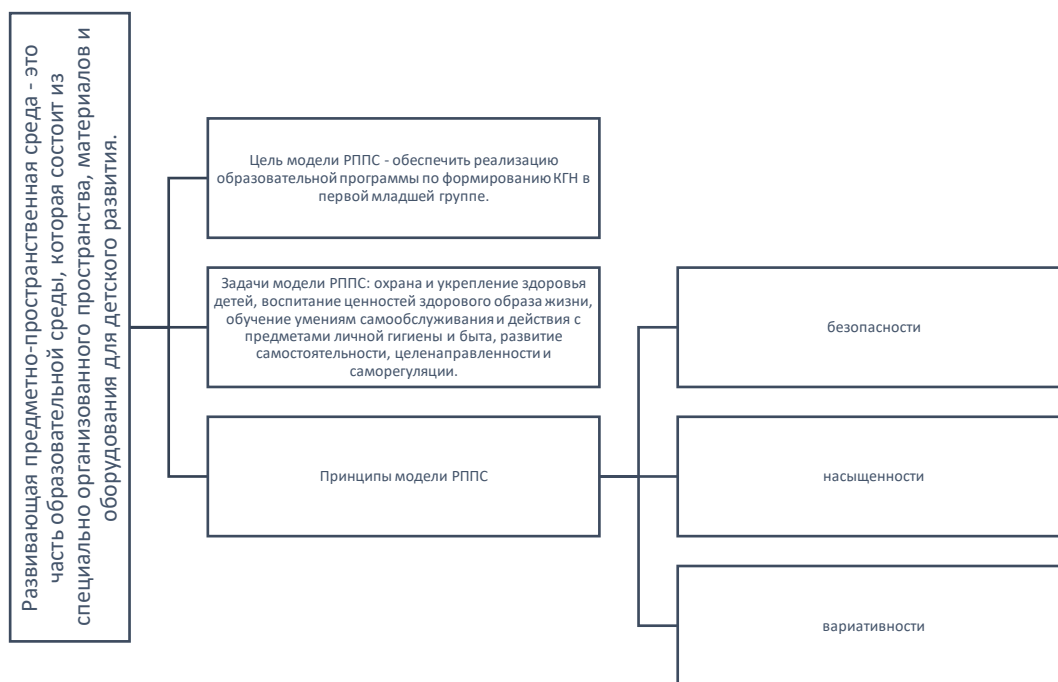 Развивающая предметно-пространственная среда - это
часть образовательной среды, которая состоит из
специально организованного пространства, материалов и
оборудования для детского развития.
Цель модели РППС - обеспечить реализацию
образовательной программы по формированию КГН в
первой младшей группе.
Задачи модели РППС: охрана и укрепление здоровья
детей, воспитание ценностей здорового образа жизни,
обучение умениям самообслуживания и действия с
предметами личной гигиены и быта, развитие
самостоятельности, целенаправленности и
саморегуляции.
Принципы модели РППС
безопасности
насыщенности
вариативности